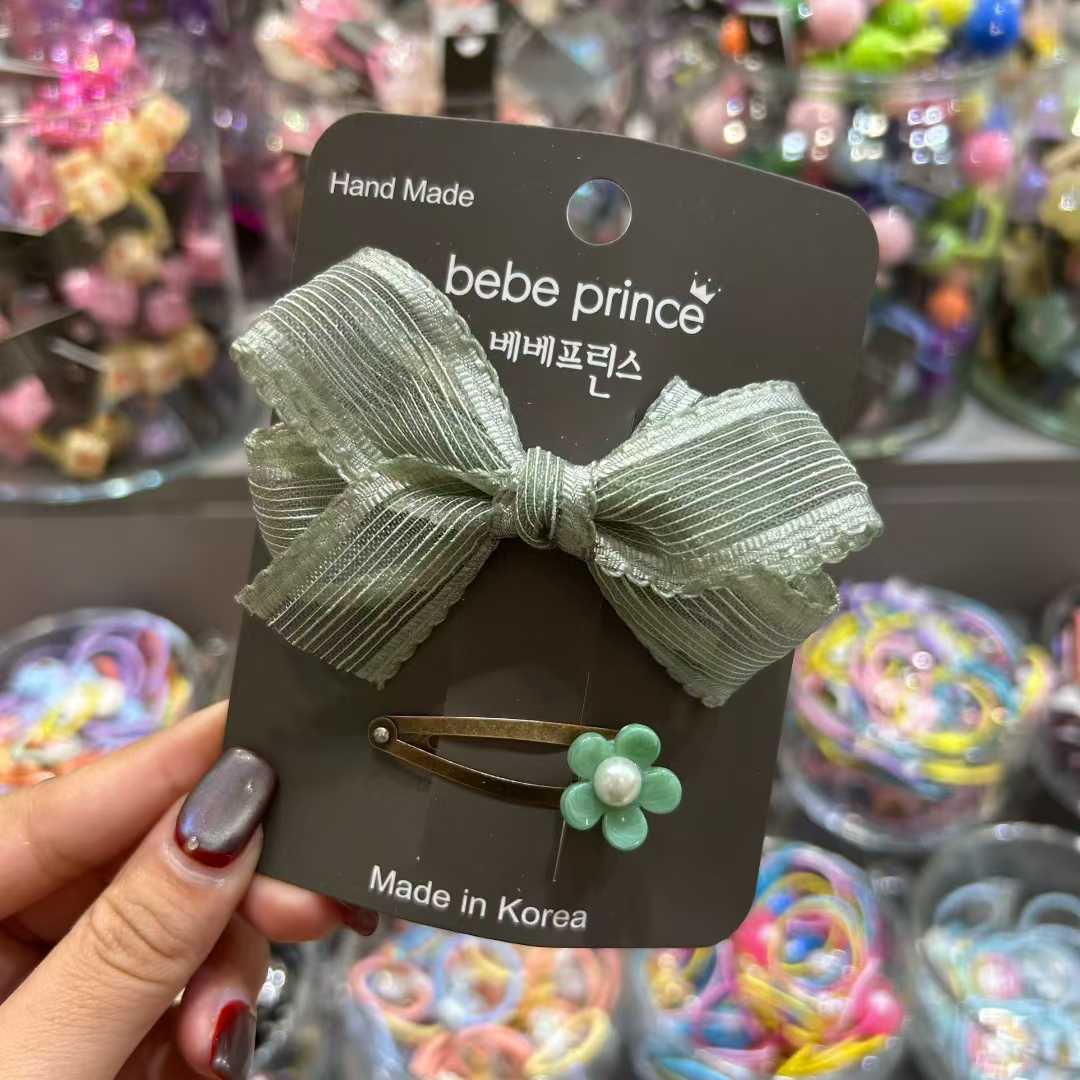 Hand Made
bebe prince
베베프린스
Made in Korea